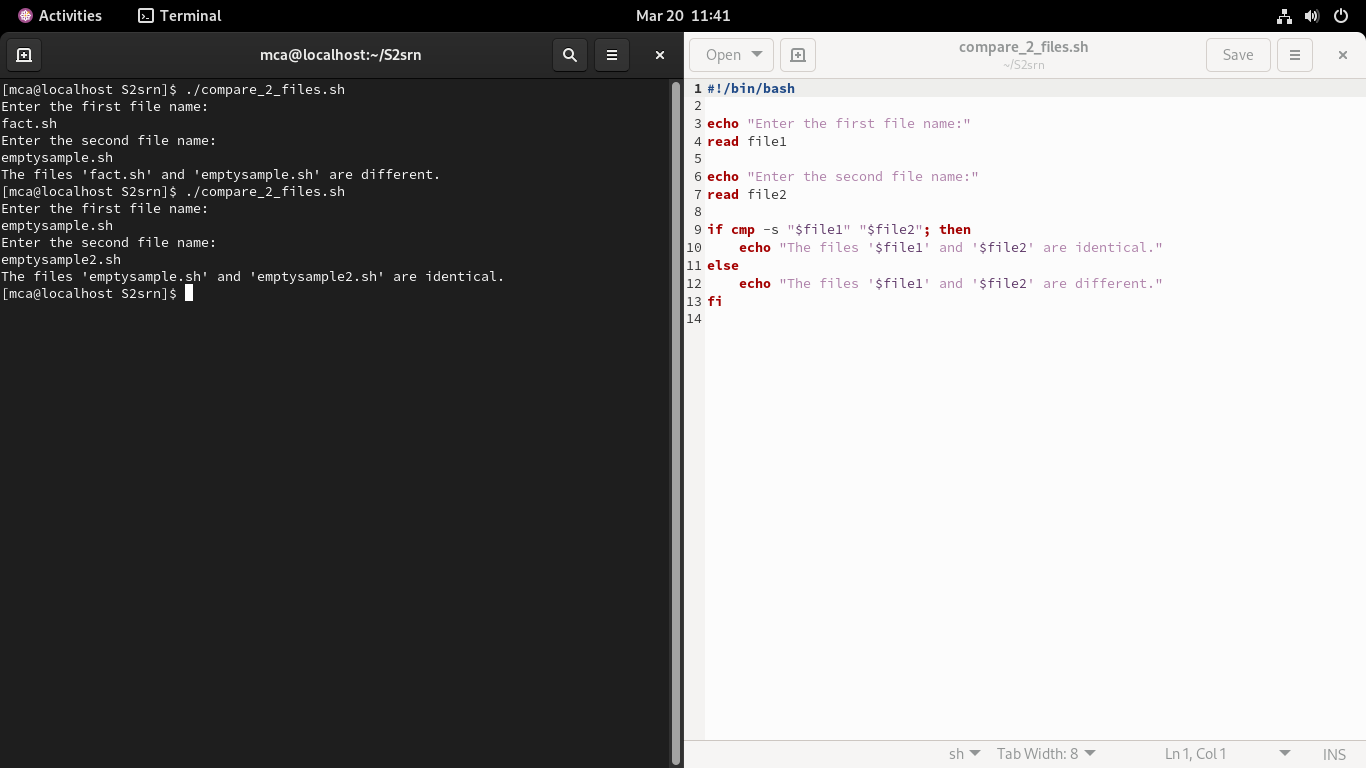 Activities Terminal Mar 20 11:41
mca@localhost:~/S2srn
[mca@localhost S2srn]$ ./compare_2_files.sh
Enter the first file name:
fact.sh
Enter the second file name:
emptysample.sh
The files 'fact.sh' and 'emptysample.sh' are different.
[mca@localhost S2srn]$ ./compare_2_files.sh
Enter the first file name:
emptysample.sh
Enter the second file name:
emptysample2.sh
The files 'emptysample.sh' and 'emptysample2.sh' are identical.
[mca@localhost S2srn]$
Open compare_2_files.sh Save
~/S2srn
1 #!/bin/bash
2
3 echo "Enter the first file name:"
4 read file1
5
6 echo "Enter the second file name:"
7 read file2
8
9 if cmp -s "$file1" "$file2"; then
10     echo "The files '$file1' and '$file2' are identical."
11 else
12     echo "The files '$file1' and '$file2' are different."
13 fi
14
sh Tab Width: 8 Ln 1, Col 1 INS